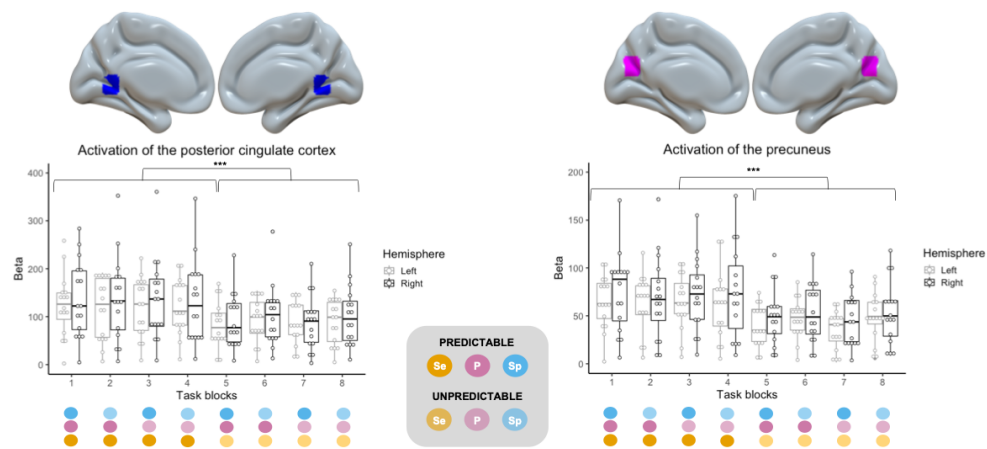 Activation of the posterior cingulate cortex
***
400
300
200
100
0
Beta
1 2 3 4 5 6 7 8
Task blocks
Hemisphere
Left
Right
PREDICTABLE
Se P Sp
UNPREDICTABLE
Se P Sp
Activation of the precuneus
***
200
150
100
50
0
Beta
1 2 3 4 5 6 7 8
Task blocks
Hemisphere
Left
Right